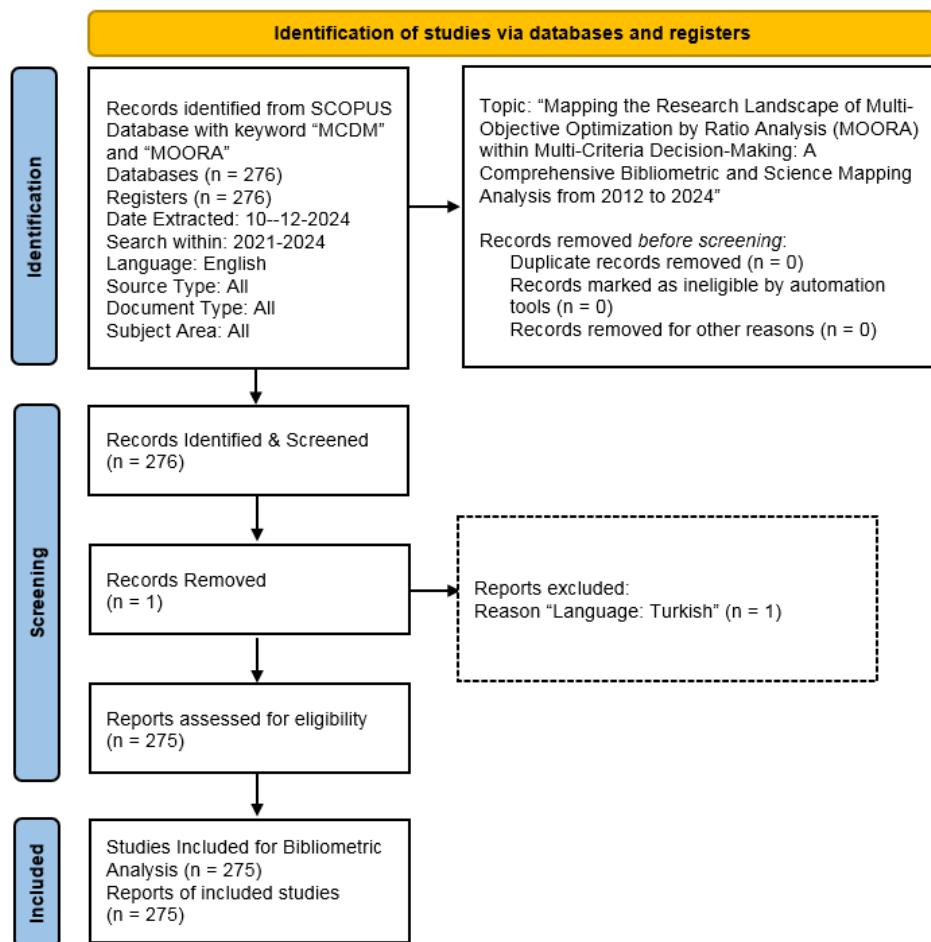 Identification of studies via databases and registers
Identification
Records identified from SCOPUS
Database with keyword “MCDM”
and “MOORA”
Databases (n = 276)
Registers (n = 276)
Date Extracted: 10--12-2024
Search within: 2021-2024
Language: English
Source Type: All
Document Type: All
Subject Area: All
Topic: “Mapping the Research Landscape of Multi-
Objective Optimization by Ratio Analysis (MOORA)
within Multi-Criteria Decision-Making: A
Comprehensive Bibliometric and Science Mapping
Analysis from 2012 to 2024”
Records removed before screening:
Duplicate records removed (n = 0)
Records marked as ineligible by automation
tools (n = 0)
Records removed for other reasons (n = 0)
Screening
Records Identified & Screened
(n = 276)
Records Removed
(n = 1)
Reports excluded:
Reason “Language: Turkish” (n = 1)
Reports assessed for eligibility
(n = 275)
Included
Studies Included for Bibliometric
Analysis (n = 275)
Reports of included studies
(n = 275)